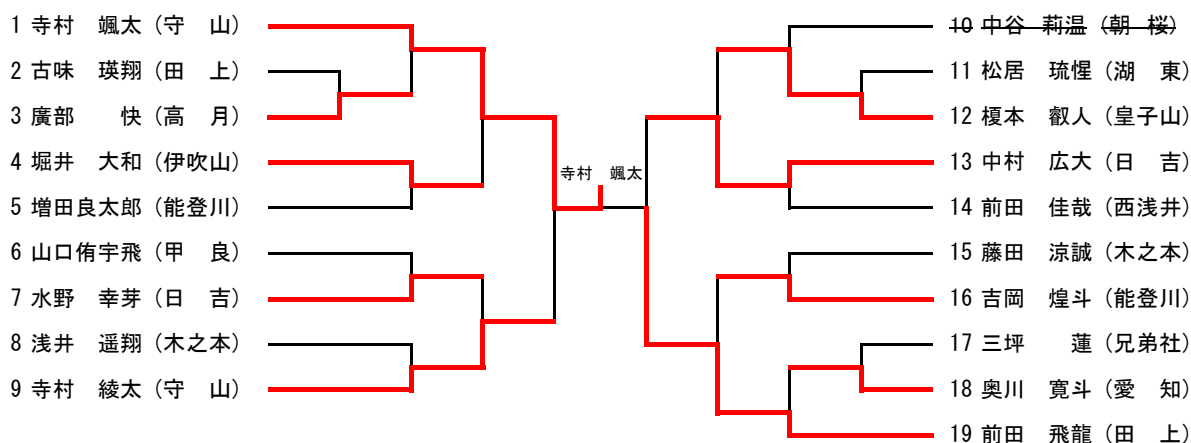 1 寺村　颯太（守　山）
2 古味　瑛翔（田　上）
3 廣部　　快（高　月）
4 堀井　大和（伊吹山）
5 増田良太郎（能登川）
6 山口侑宇飛（甲　良）
7 水野　幸芽（日　吉）
8 浅井　遥翔（木之本）
9 寺村　綾太（守　山）
寺村　颯太
10 中谷　莉温（朝　桜）
11 松居　琉惺（湖　東）
12 榎本　叡人（皇子山）
13 中村　広大（日　吉）
14 前田　佳哉（西浅井）
15 藤田　涼誠（木之本）
16 吉岡　煌斗（能登川）
17 三坪　　蓮（兄弟社）
18 奥川　寛斗（愛　知）
19 前田　飛龍（田　上）